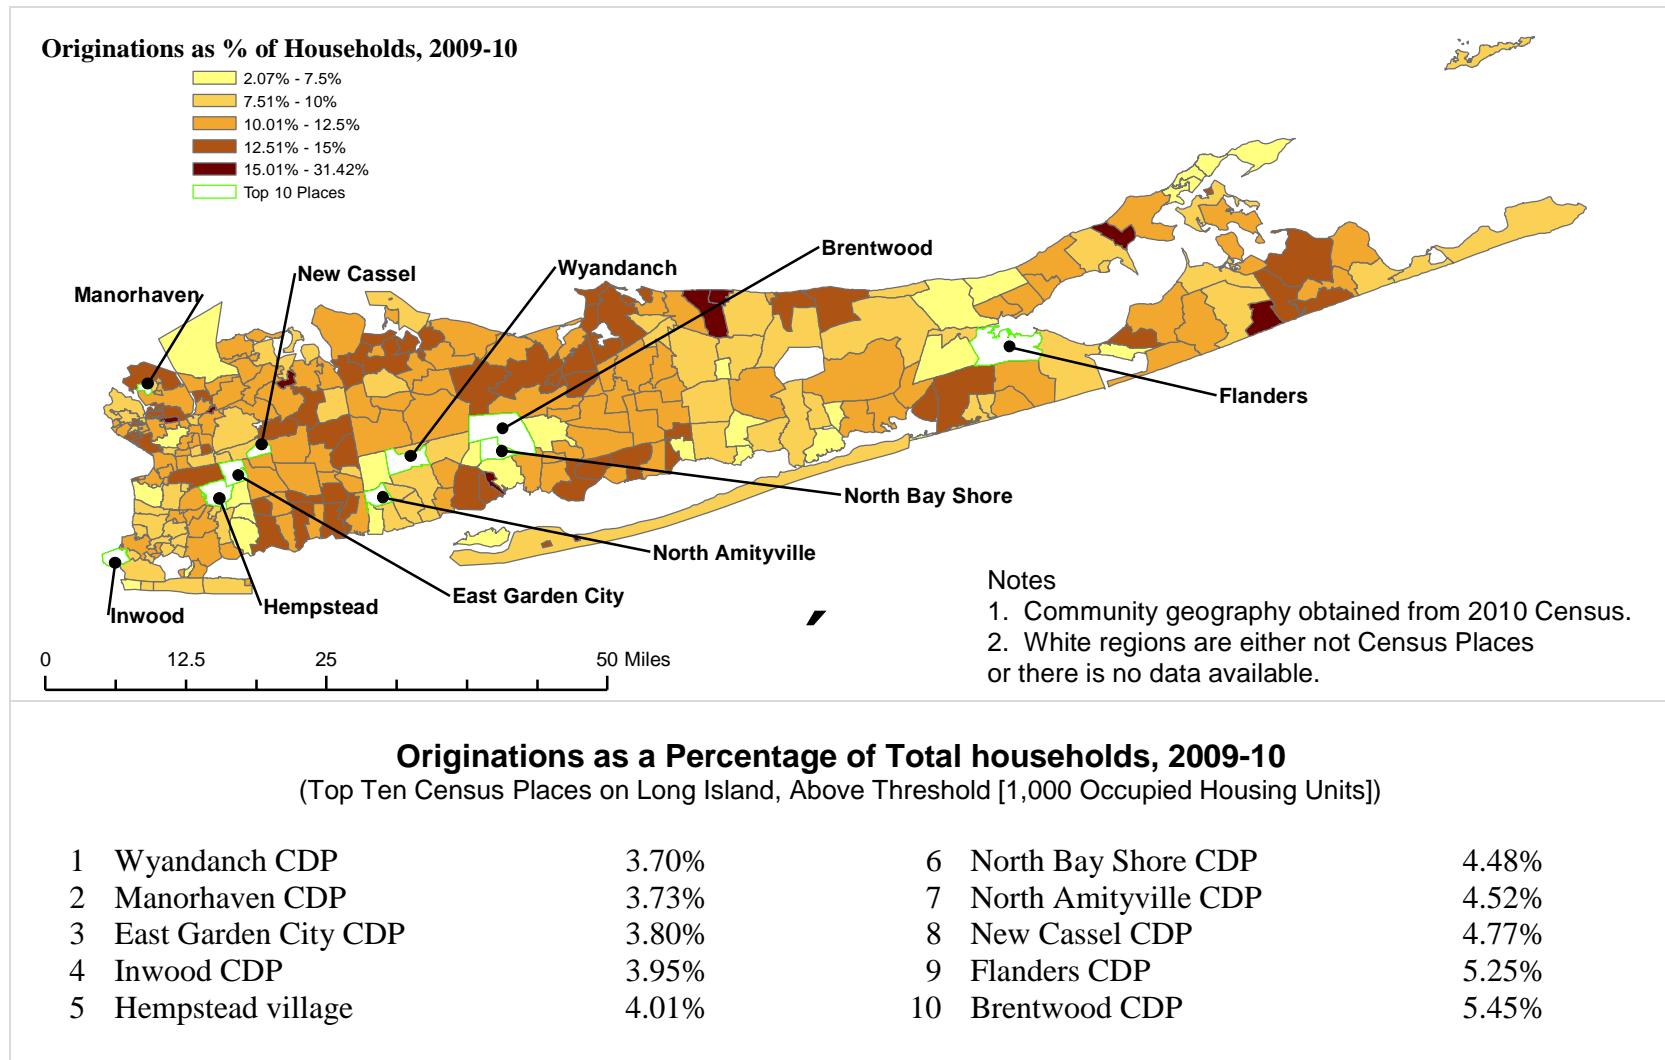 Originations as % of Households, 2009-10
2.07% - 7.5%
7.51% - 10%
10.01% - 12.5%
12.51% - 15%
15.01% - 31.42%
Top 10 Places
Brentwood
Wyandanch
New Cassel
Manorhaven
Flanders
North Bay Shore
North Amityville
East Garden City
Hempstead
Inwood
Notes
1. Community geography obtained from 2010 Census.
2. White regions are either not Census Places
or there is no data available.
0 12.5 25 50 Miles
Originations as a Percentage of Total households, 2009-10
(Top Ten Census Places on Long Island, Above Threshold [1,000 Occupied Housing Units])
1 Wyandanch CDP 3.70% 6 North Bay Shore CDP 4.48%
2 Manorhaven CDP 3.73% 7 North Amityville CDP 4.52%
3 East Garden City CDP 3.80% 8 New Cassel CDP 4.77%
4 Inwood CDP 3.95% 9 Flanders CDP 5.25%
5 Hempstead village 4.01% 10 Brentwood CDP 5.45%